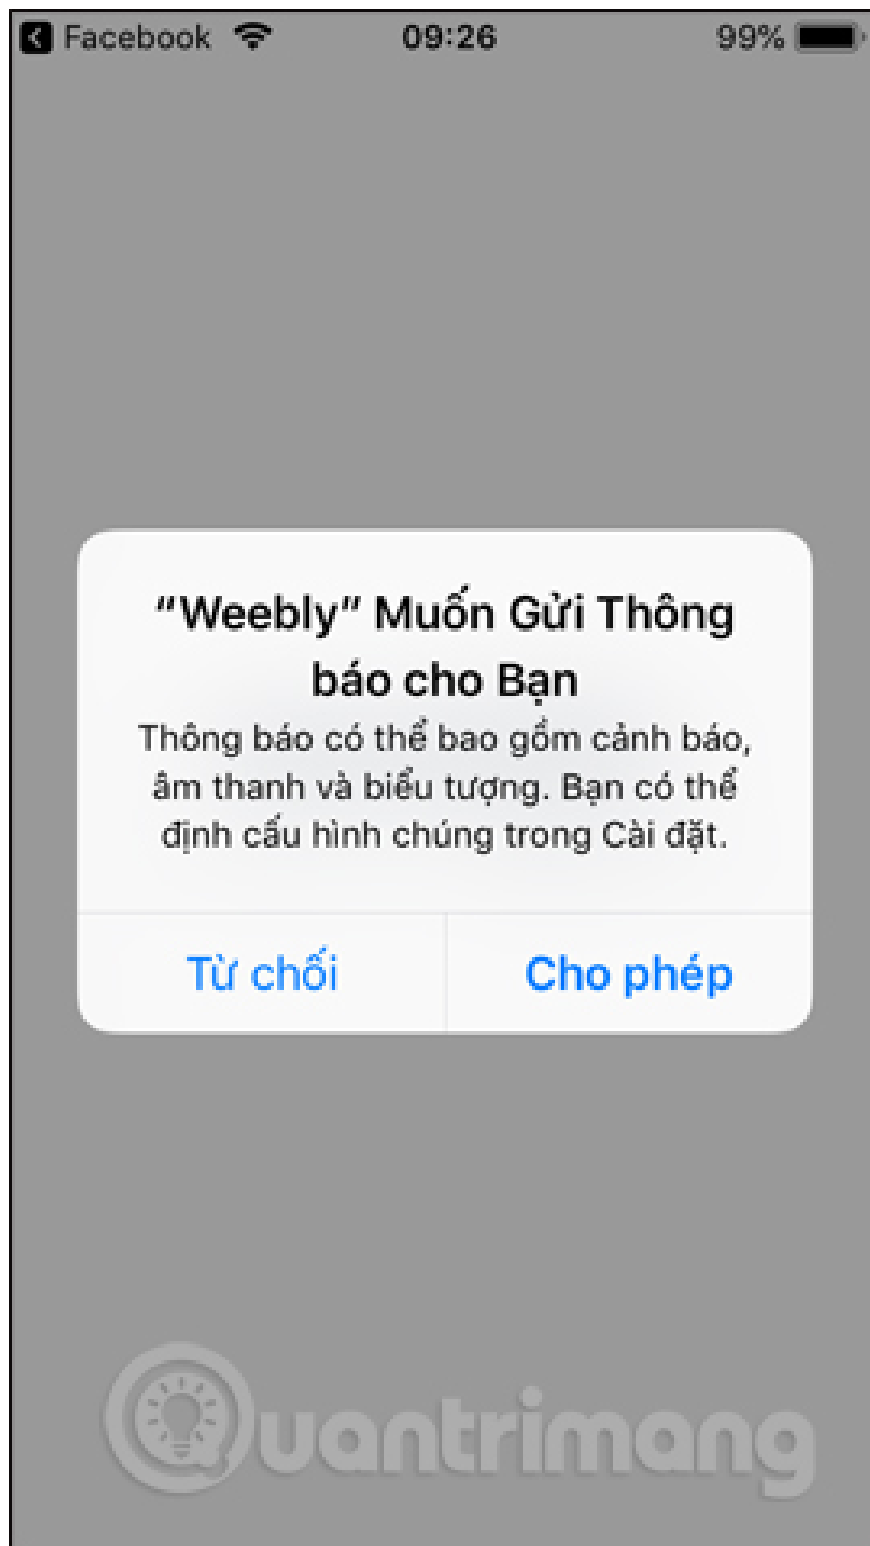 Facebook 09:26 99%
“Weebly” Muốn Gửi Thông
báo cho Bạn
Thông báo có thể bao gồm cảnh báo,
âm thanh và biểu tượng. Bạn có thể
định cấu hình chúng trong Cài đặt.
Từ chối Cho phép
Quantrimang